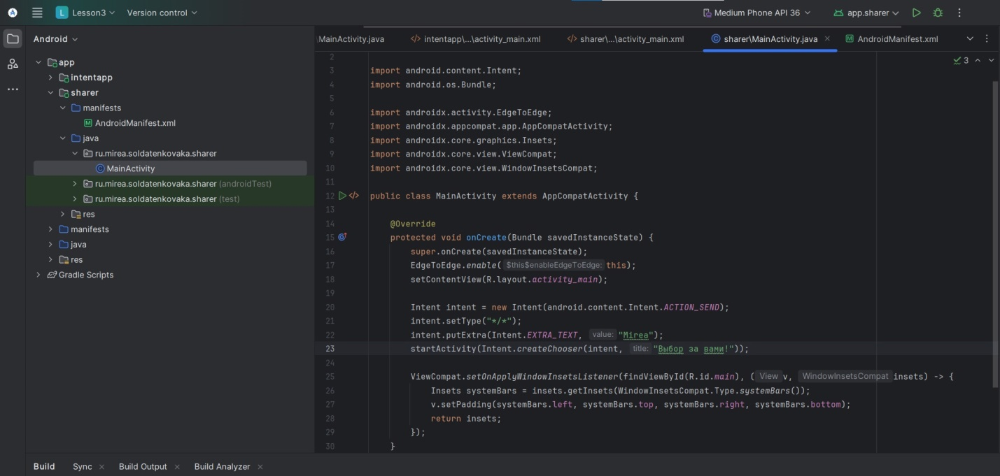 L Lesson3 Version control Medium Phone API 36 app.sharer
Android
app
intentapp
sharer
manifests
AndroidManifest.xml
java
ru.mirea.soldatenkovaka.sharer
MainActivity
ru.mirea.soldatenkovaka.sharer (androidTest)
ru.mirea.soldatenkovaka.sharer (test)
res
manifests
java
res
Gradle Scripts
\MainActivity.java intentapp\...\activity_main.xml sharer\...\activity_main.xml sharer\MainActivity.java AndroidManifest.xml
3
2
3 import android.content.Intent;
4 import android.os.Bundle;
5
6 import androidx.activity.EdgeToEdge;
7 import androidx.appcompat.app.AppCompatActivity;
8 import androidx.core.graphics.Insets;
9 import androidx.core.view.ViewCompat;
10 import androidx.core.view.WindowInsetsCompat;
11
12 public class MainActivity extends AppCompatActivity {
13
14 @Override
15 protected void onCreate(Bundle savedInstanceState) {
16 super.onCreate(savedInstanceState);
17 EdgeToEdge.enable( $this$enableEdgeToEdge: this);
18 setContentView(R.layout.activity_main);
19
20 Intent intent = new Intent(android.content.Intent.ACTION_SEND);
21 intent.setType("*/*");
22 intent.putExtra(Intent.EXTRA_TEXT, value: "Mirea");
23 startActivity(Intent.createChooser(intent, title: "Выбор за вами!"));
24
25 ViewCompat.setOnApplyWindowInsetsListener(findViewById(R.id.main), ( View v, WindowInsetsCompat insets) -> {
26 Insets systemBars = insets.getInsets(WindowInsetsCompat.Type.systemBars());
27 v.setPadding(systemBars.left, systemBars.top, systemBars.right, systemBars.bottom);
28 return insets;
29 });
30 }
Build Sync Build Output Build Analyzer